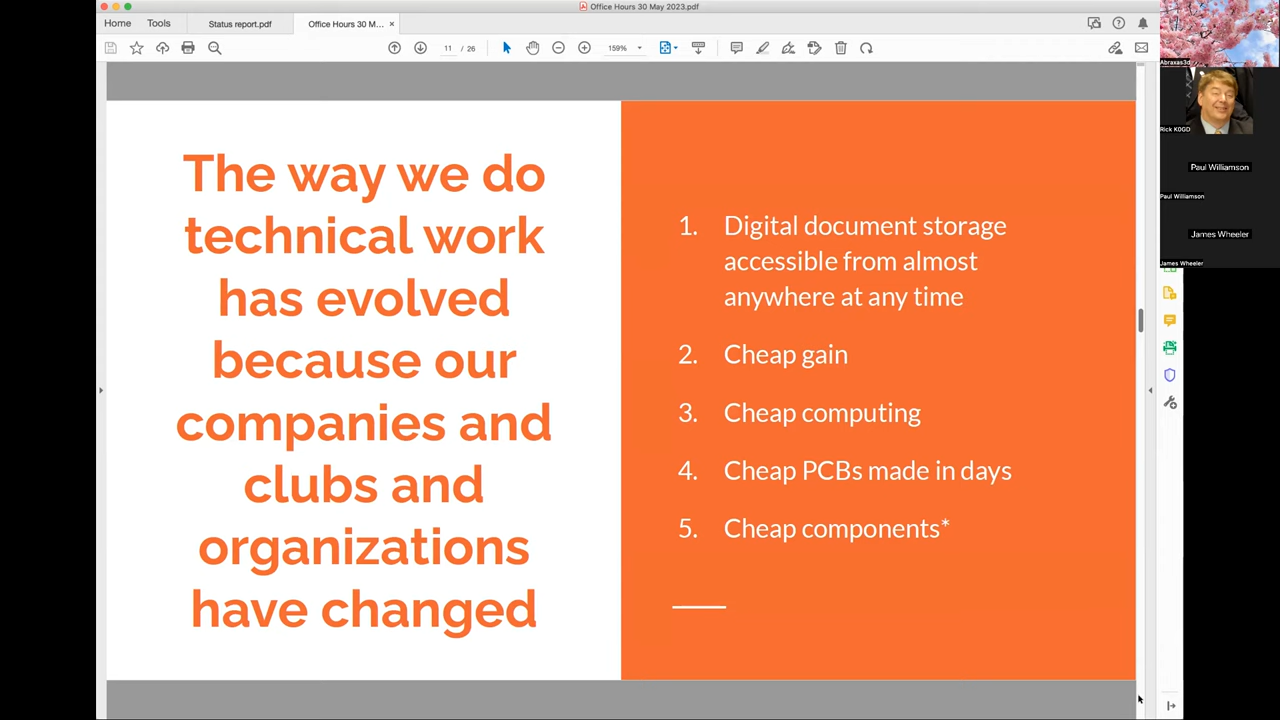 Office Hours 30 May 2023.pdf
Home Tools Status report.pdf Office Hours 30 M... ×
11 / 26 159%
The way we do
technical work
has evolved
because our
companies and
clubs and
organizations
have changed
1. Digital document storage
accessible from almost
anywhere at any time
2. Cheap gain
3. Cheap computing
4. Cheap PCBs made in days
5. Cheap components*
Abraxas3d
Rick K0GD
Paul Williamson
Paul Williamson
James Wheeler
James Wheeler